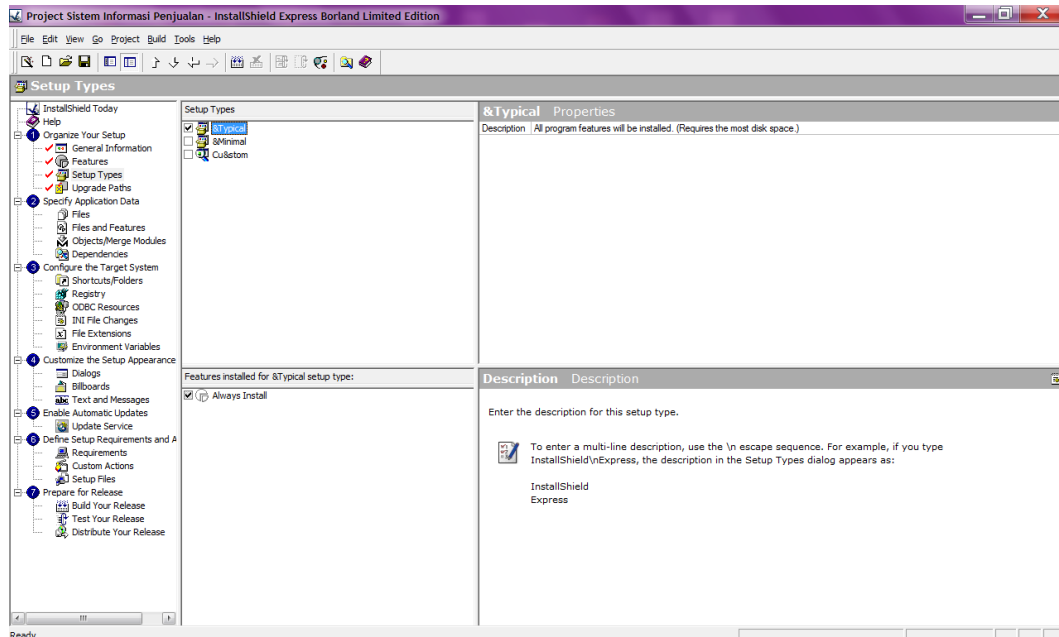 Project Sistem Informasi Penjualan - InstallShield Express Borland Limited Edition
File Edit View Go Project Build Tools Help
Setup Types
InstallShield Today
Help
1 Organize Your Setup
General Information
Features
Setup Types
Upgrade Paths
2 Specify Application Data
Files
Files and Features
Objects/Merge Modules
Dependencies
3 Configure the Target System
Shortcuts/Folders
Registry
ODBC Resources
INI File Changes
File Extensions
Environment Variables
4 Customize the Setup Appearance
Dialogs
Billboards
Text and Messages
5 Enable Automatic Updates
Update Service
6 Define Setup Requirements and A
Requirements
Custom Actions
Setup Files
7 Prepare for Release
Build Your Release
Test Your Release
Distribute Your Release
Setup Types
&Typical
&Minimal
Cu&stom
Features installed for &Typical setup type:
Always Install
&Typical Properties
Description All program features will be installed. (Requires the most disk space.)
Description Description
Enter the description for this setup type.
To enter a multi-line description, use the \n escape sequence. For example, if you type
InstallShield\nExpress, the description in the Setup Types dialog appears as:
InstallShield
Express
Ready